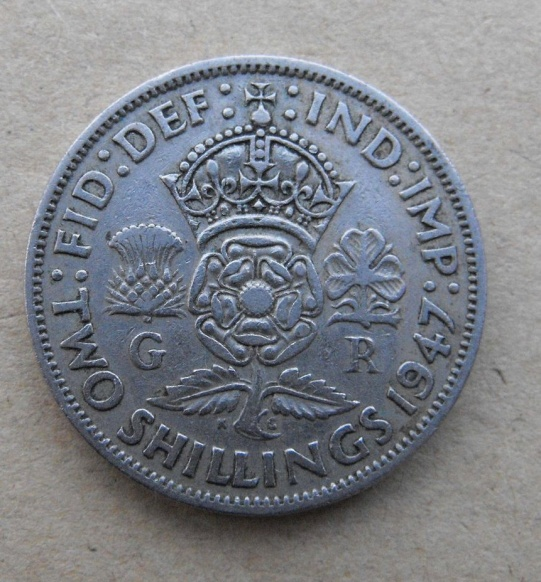 :FID:DEF: :IND:IMP:
TWO SHILLINGS 1947
G R
K G